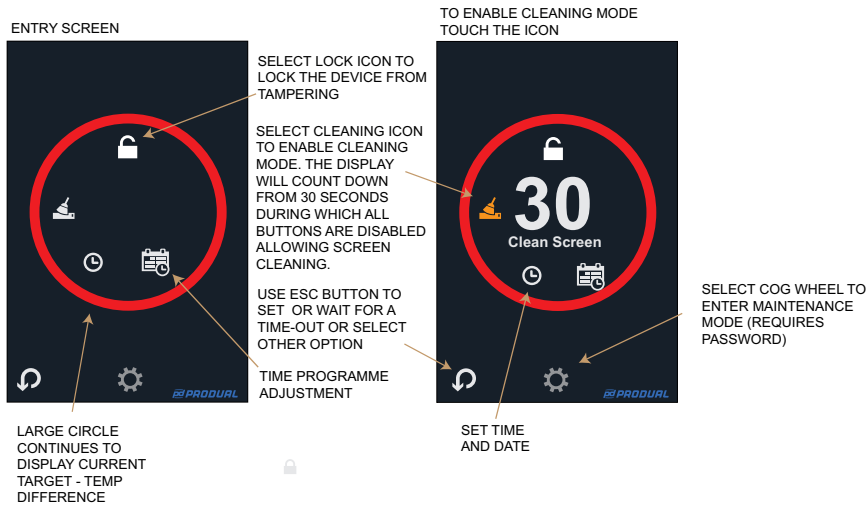 ENTRY SCREEN
TO ENABLE CLEANING MODE
TOUCH THE ICON
SELECT LOCK ICON TO
LOCK THE DEVICE FROM
TAMPERING
SELECT CLEANING ICON
TO ENABLE CLEANING
MODE. THE DISPLAY
WILL COUNT DOWN
FROM 30 SECONDS
DURING WHICH ALL
BUTTONS ARE DISABLED
ALLOWING SCREEN
CLEANING.
30
Clean Screen
USE ESC BUTTON TO
SET OR WAIT FOR A
TIME-OUT OR SELECT
OTHER OPTION
SELECT COG WHEEL TO
ENTER MAINTENANCE
MODE (REQUIRES
PASSWORD)
TIME PROGRAMME
ADJUSTMENT
PRODUAL
PRODUAL
LARGE CIRCLE
CONTINUES TO
DISPLAY CURRENT
TARGET - TEMP
DIFFERENCE
SET TIME
AND DATE